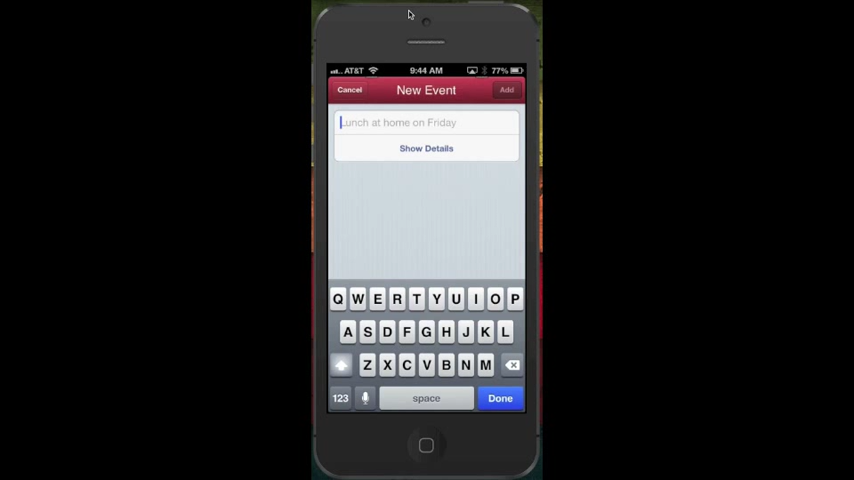 AT&T 9:44 AM 77%
Cancel New Event Add
Lunch at home on Friday
Show Details
Q W E R T Y U I O P
A S D F G H J K L
Z X C V B N M
123 space Done